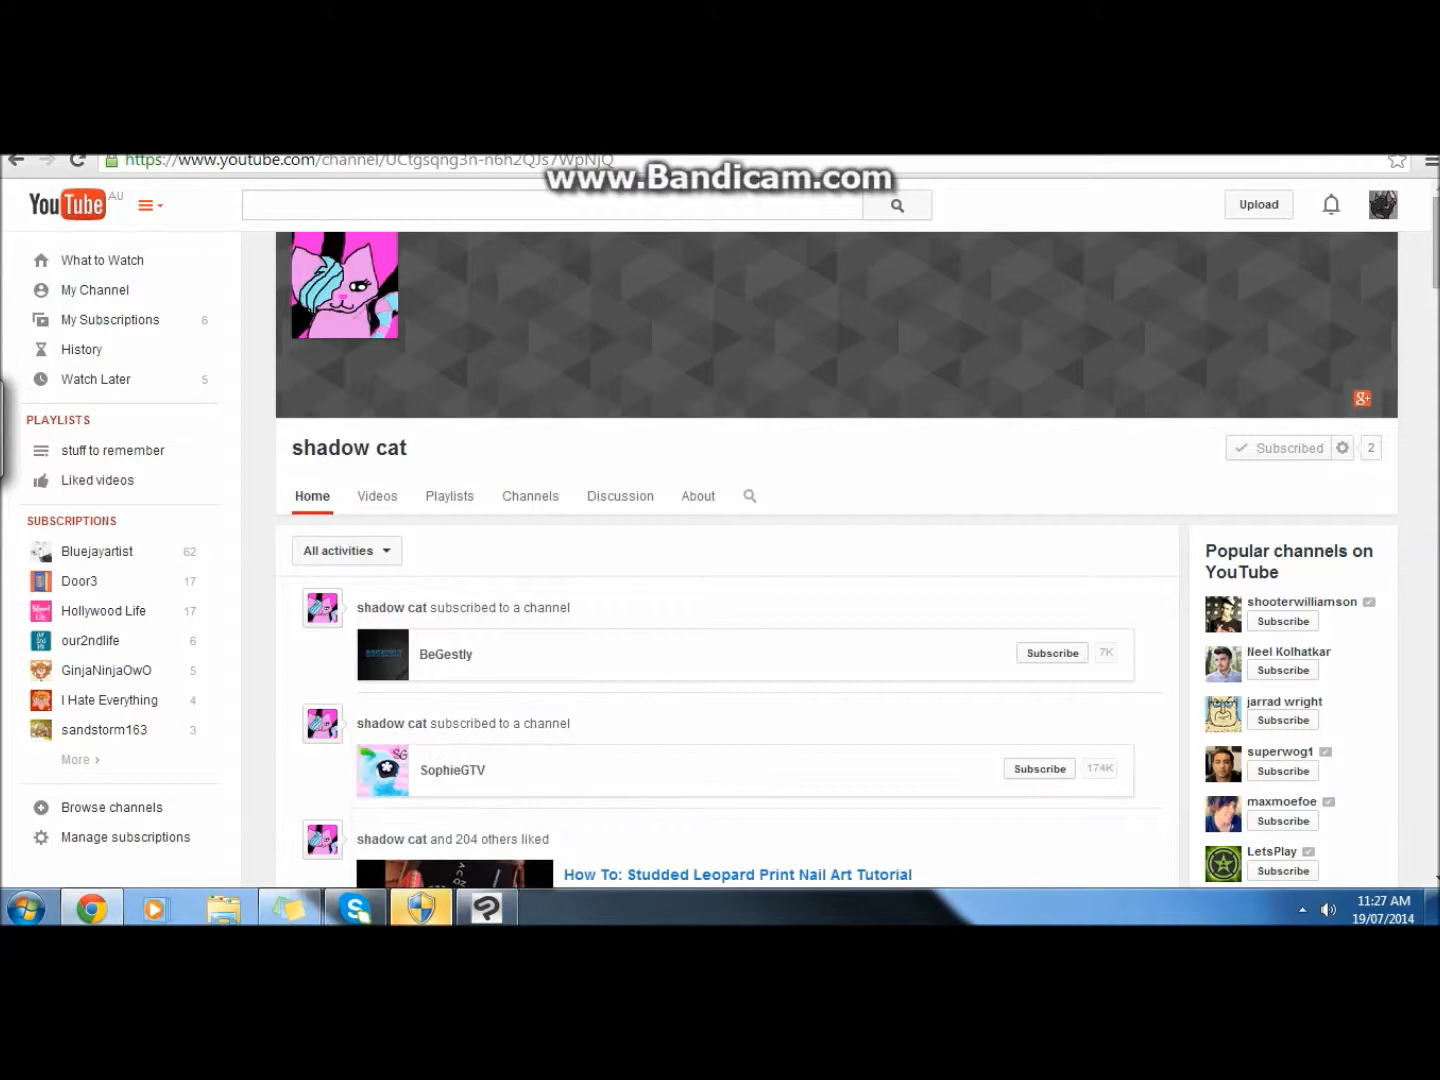 https://www.youtube.com/channel/UCtgsqng3n-n6h2QJs7WpNjQ
www.Bandicam.com
YouTube AU
Upload
What to Watch
My Channel
My Subscriptions 6
History
Watch Later 5
PLAYLISTS
stuff to remember
Liked videos
SUBSCRIPTIONS
Bluejayartist 62
Door3 17
Hollywood Life 17
our2ndlife 6
GinjaNinjaOwO 5
I Hate Everything 4
sandstorm163 3
More ›
Browse channels
Manage subscriptions
g+
shadow cat
Subscribed 2
Home Videos Playlists Channels Discussion About
All activities
shadow cat subscribed to a channel
BeGestly
Subscribe 7K
shadow cat subscribed to a channel
SG
SophieGTV
Subscribe 174K
shadow cat and 204 others liked
How To: Studded Leopard Print Nail Art Tutorial
Popular channels on
YouTube
shooterwilliamson
Subscribe
Neel Kolhatkar
Subscribe
jarrad wright
Subscribe
superwog1
Subscribe
maxmoefoe
Subscribe
LetsPlay
Subscribe
11:27 AM
19/07/2014